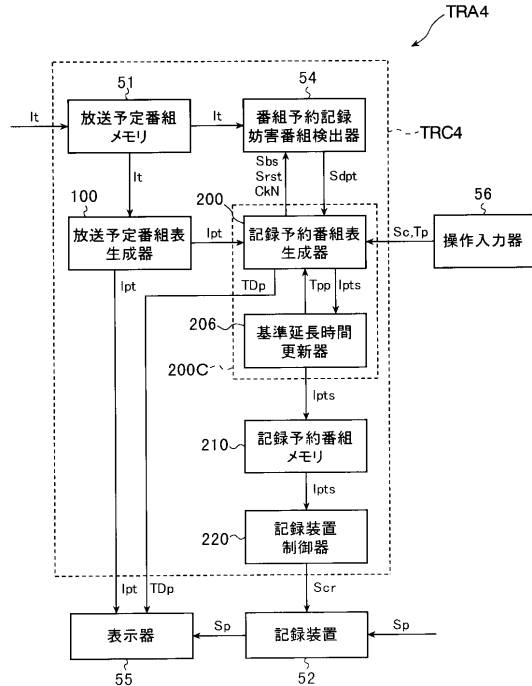 TRA4
51
54
It
放送予定番組
メモリ
It
番組予約記録
妨害番組検出器
TRC4
It
Sbs
Srst
CkN
Sdpt
100
200
56
放送予定番組表
生成器
Ipt
記録予約番組表
生成器
Sc,Tp
操作入力器
Ipt
TDp
Tpp
Ipts
206
基準延長時間
更新器
200C
Ipts
210
記録予約番組
メモリ
Ipts
220
記録装置
制御器
Ipt
TDp
Scr
表示器
Sp
記録装置
Sp
55
52